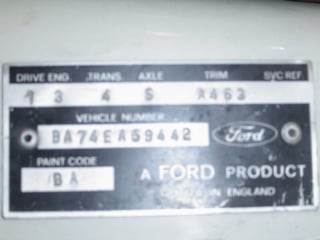 DRIVE ENG. TRANS. AXLE TRIM SVC REF.
1 3 4 S A463
VEHICLE NUMBER
BA74EA59442 Ford
PAINT CODE
BA
A FORD PRODUCT
IN ENGLAND